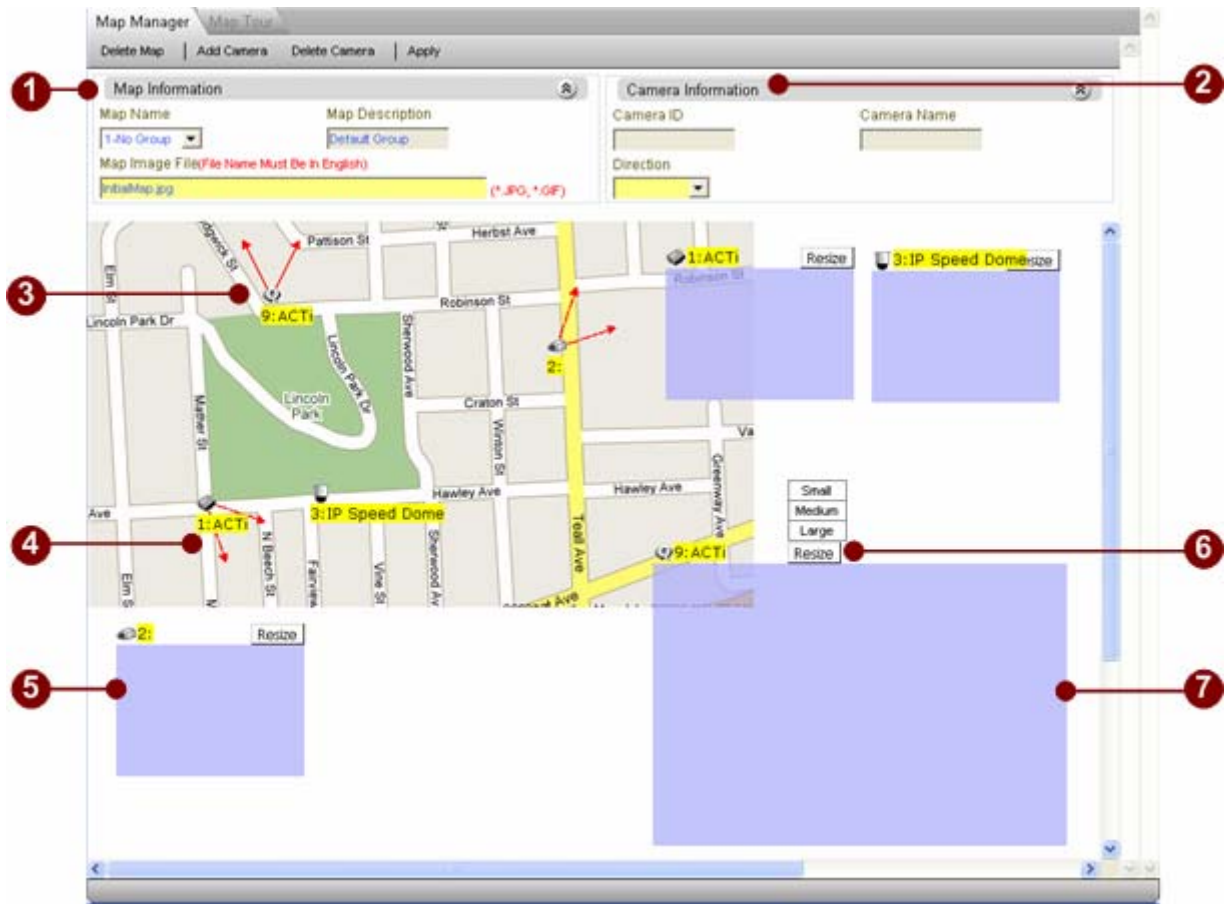 Map Manager Map Tour
Delete Map | Add Camera Delete Camera | Apply
1 Map Information
Camera Information 2
Map Name Map Description
Camera ID Camera Name
1-No Group Default Group
Map Image File(File Name Must Be In English)
Direction
InitialMap.jpg (*.JPG, *.GIF)
Pattison St
Herbst Ave
1:ACTi Resize
3:IP Speed Dome
Elm St
Robinson St
3
9:ACTi
Robinson St
Lincoln Park Dr
Sherwood Ave
Lincoln Park Dr
2:
Lincoln
Park
Craton St
Mather St
Winton St
Greenway Ave
Small
Medium
Large
Resize 6
Hawley Ave
Hawley Ave
Ave
1:ACTi
3:IP Speed Dome
4
Teall Ave
9:ACTi
Elm S
N Beech St
Fairview
Vine St
Sherwood Av
Ave
2: Resize
5
7